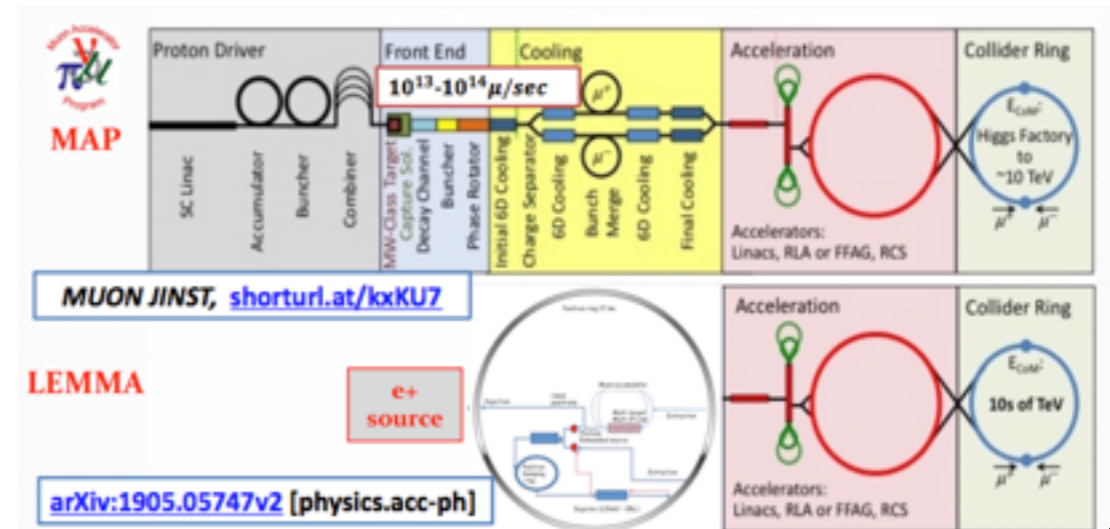 Muon Accelerator
Program
MAP
Proton Driver
Front End
Cooling
Acceleration
Collider Ring
10¹³-10¹⁴μ/sec
μ+
μ−
SC Linac
Accumulator
Buncher
Combiner
MW-Class Target
Capture Sol.
Decay Channel
Buncher
Phase Rotator
Initial 6D Cooling
Charge Separator
6D Cooling
Bunch
Merge
6D Cooling
Final Cooling
Accelerators:
Linacs, RLA or FFAG, RCS
E_CoM:
Higgs Factory
to
~10 TeV
μ+ μ−
MUON JINST, shorturl.at/kxKU7
LEMMA
e+
source
Acceleration
Collider Ring
Accelerators:
Linacs, RLA or FFAG, RCS
E_CoM:
10s of TeV
μ+ μ−
arXiv:1905.05747v2 [physics.acc-ph]